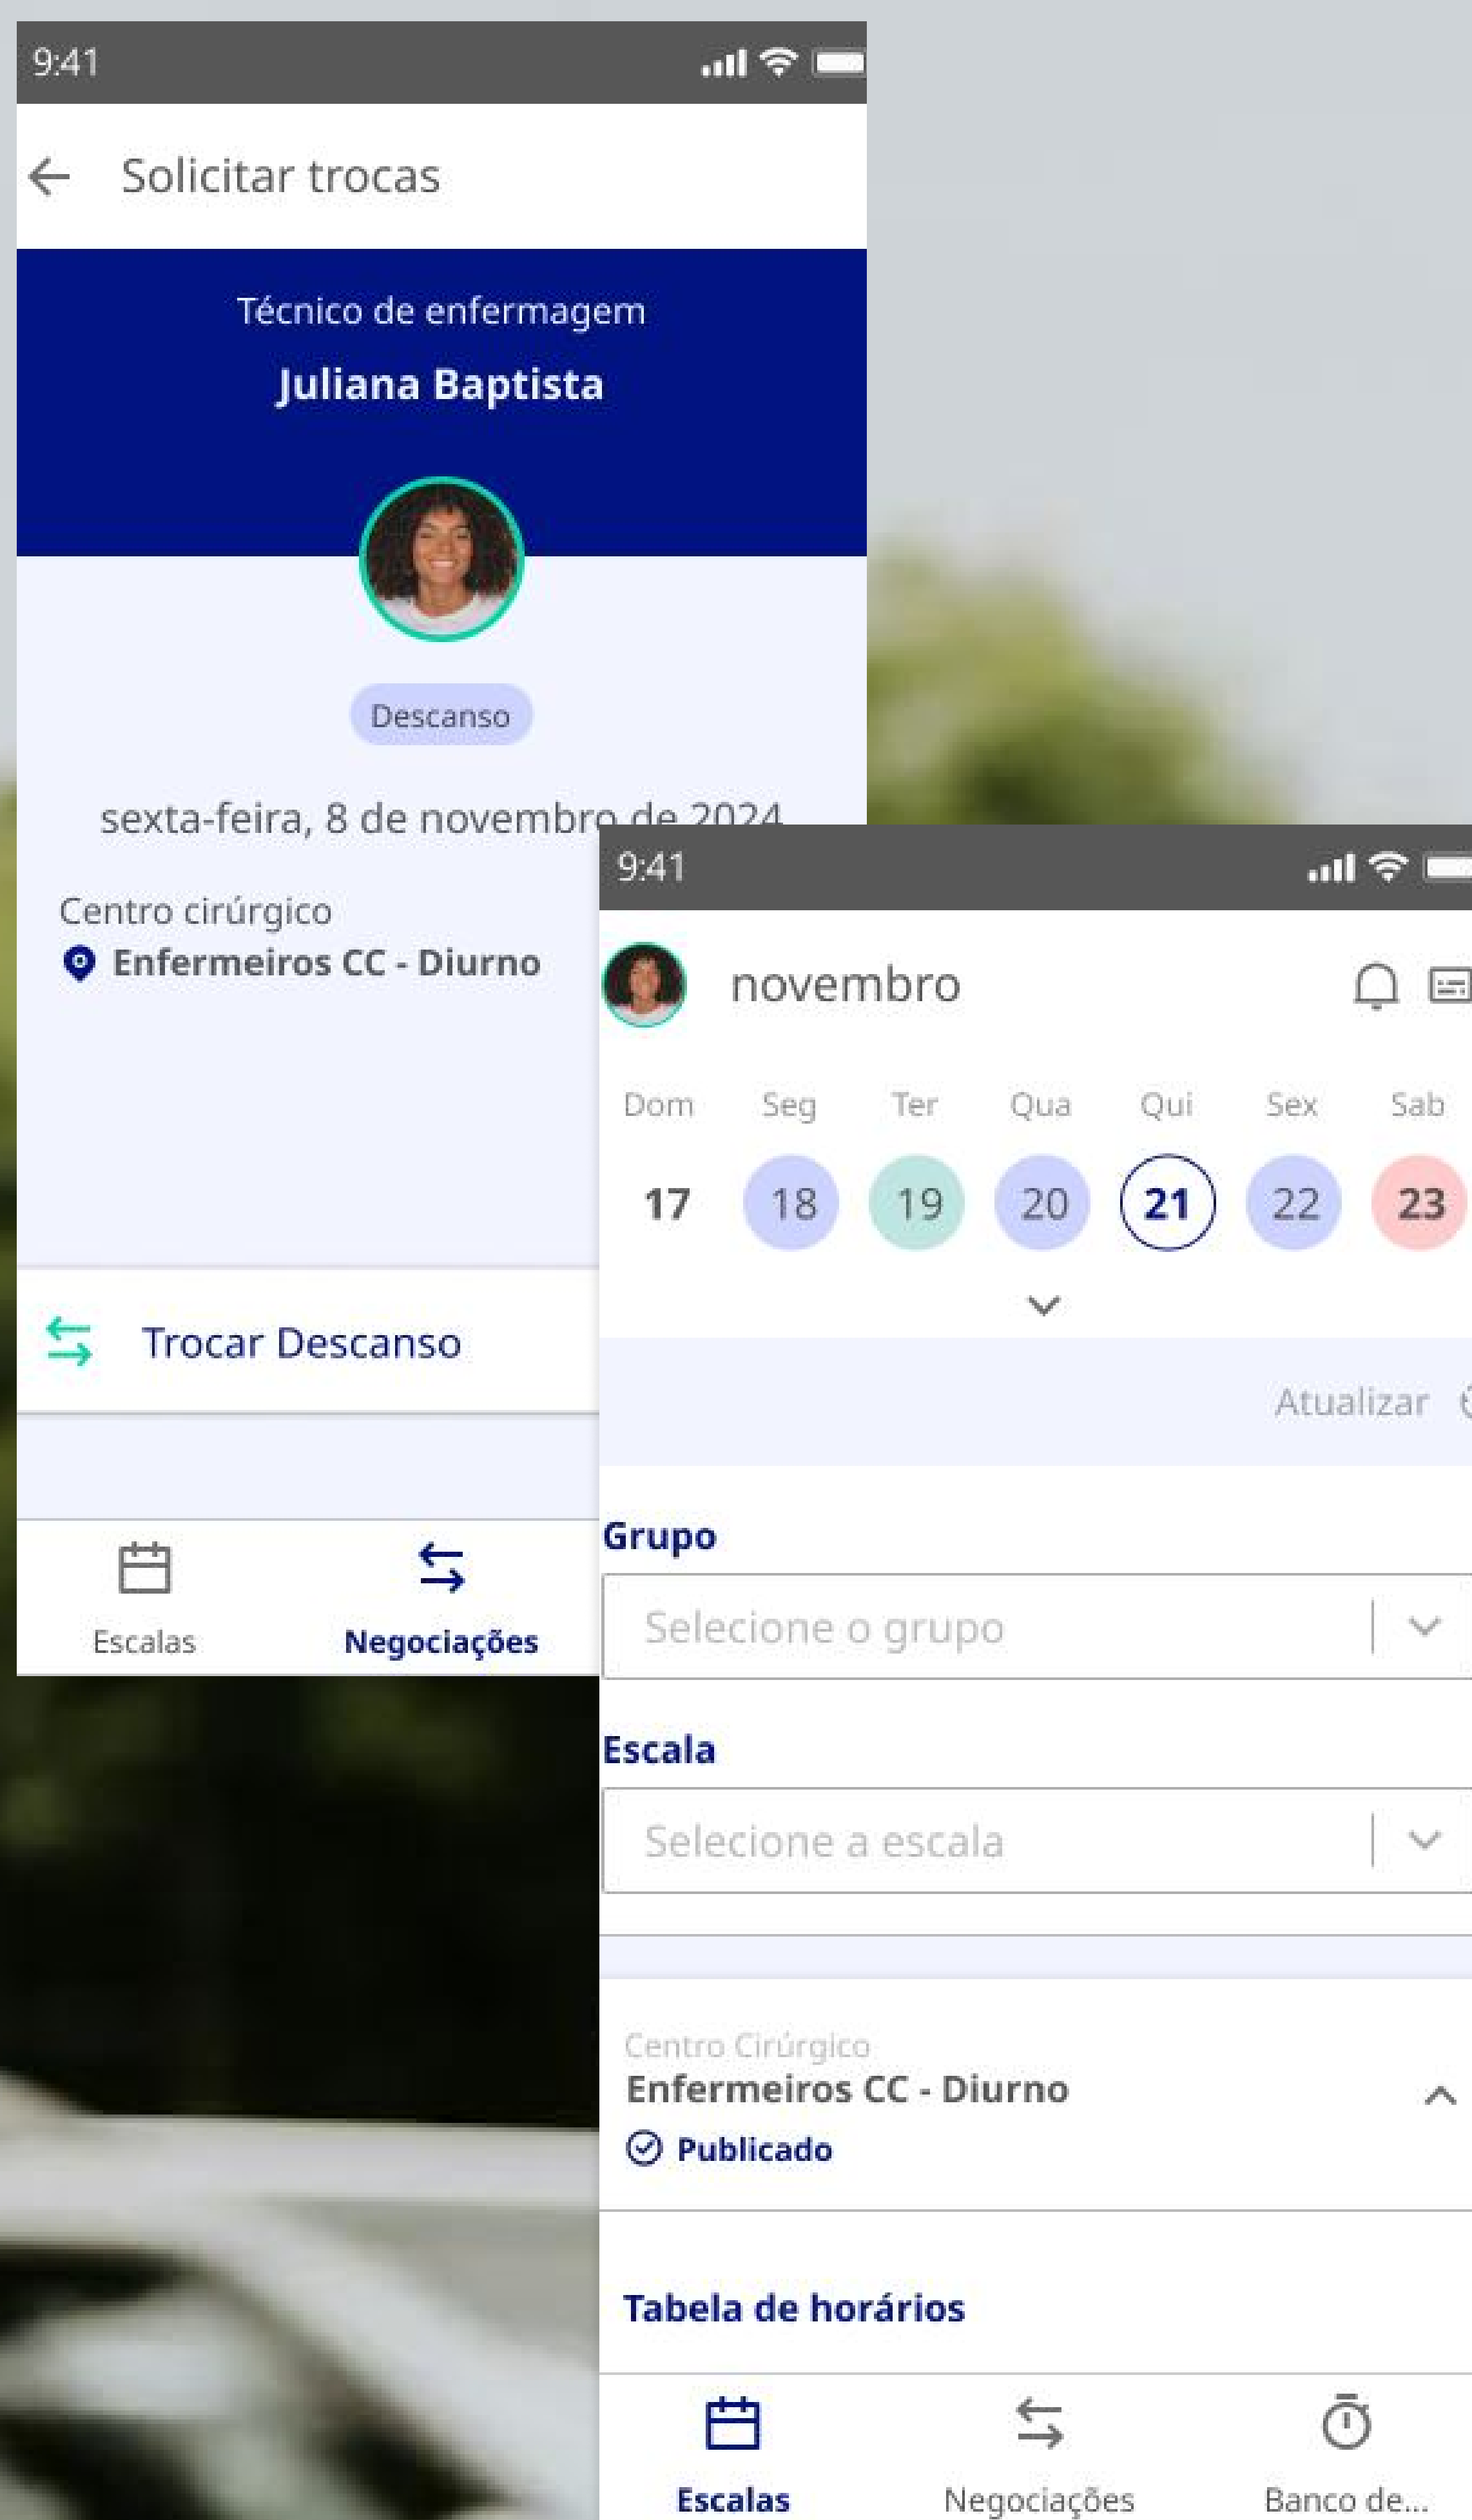 9:41
Solicitar trocas
Técnico de enfermagem
Juliana Baptista
Descanso
sexta-feira, 8 de novembro de 2024
Centro cirúrgico
Enfermeiros CC - Diurno
Trocar Descanso
Escalas Negociações
9:41
novembro
Dom Seg Ter Qua Qui Sex Sab
17 18 19 20 21 22 23
Atualizar
Grupo
Selecione o grupo
Escala
Selecione a escala
Centro Cirúrgico
Enfermeiros CC - Diurno
Publicado
Tabela de horários
Escalas Negociações Banco de...